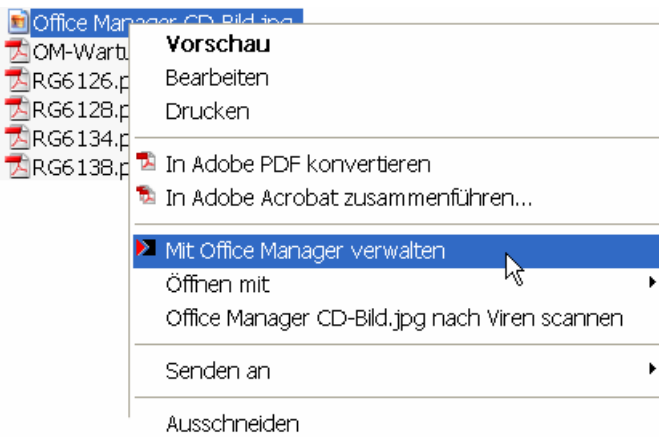 Office Manager CD-Bild.jpg
OM-Wartu
RG6126.p
RG6128.p
RG6134.p
RG6138.p
Vorschau
Bearbeiten
Drucken
In Adobe PDF konvertieren
In Adobe Acrobat zusammenführen...
Mit Office Manager verwalten
Öffnen mit
Office Manager CD-Bild.jpg nach Viren scannen
Senden an
Ausschneiden